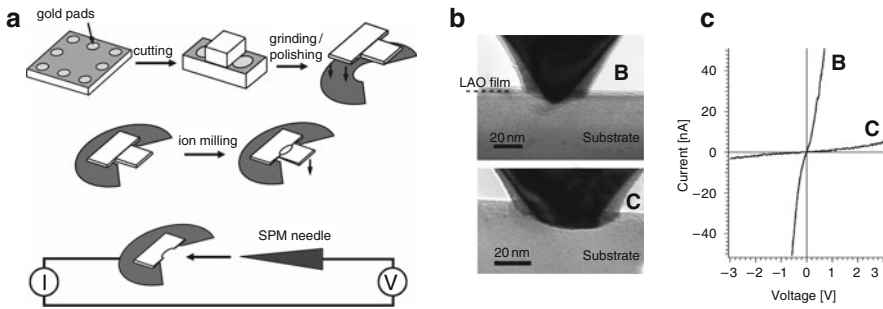 a
gold pads
cutting
grinding/
polishing
ion milling
SPM needle
I
V
b
B
LAO film
20 nm
Substrate
C
20 nm
Substrate
c
B
C
Current [nA]
40
20
0
−20
−40
−3
−2
−1
0
1
2
3
Voltage [V]